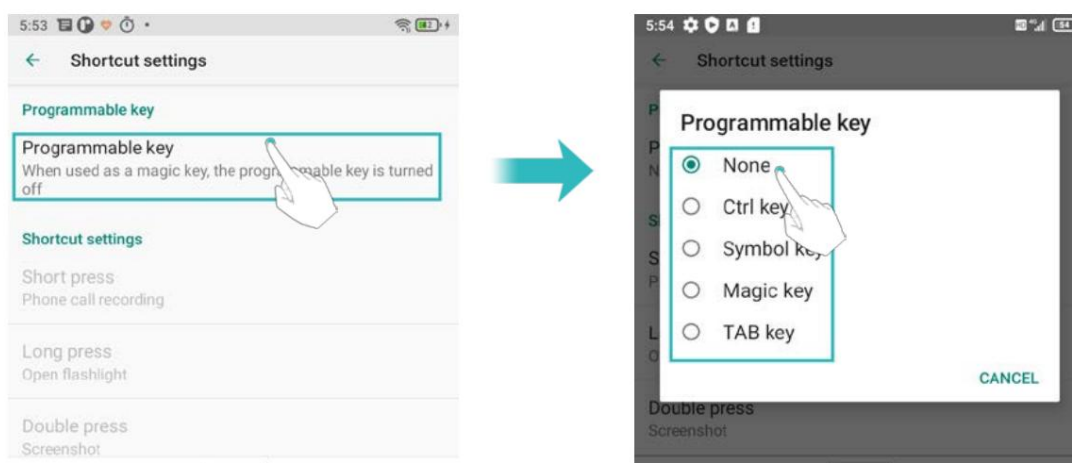 5:53
Shortcut settings
Programmable key
Programmable key
When used as a magic key, the programmable key is turned
off
Shortcut settings
Short press
Phone call recording
Long press
Open flashlight
Double press
Screenshot
5:54
Shortcut settings
Programmable key
None
Ctrl key
Symbol key
Magic key
TAB key
CANCEL
Double press
Screenshot